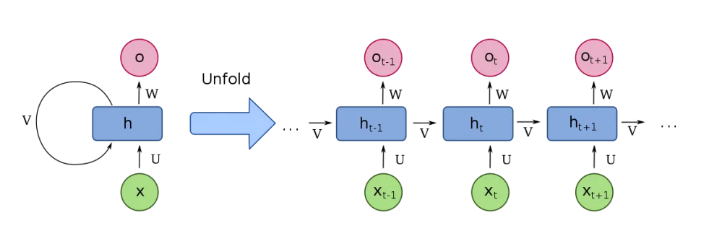 o
W
V
h
U
x
Unfold
...
V
o_{t-1}
W
h_{t-1}
U
x_{t-1}
V
o_t
W
h_t
U
x_t
V
o_{t+1}
W
h_{t+1}
U
x_{t+1}
V
...